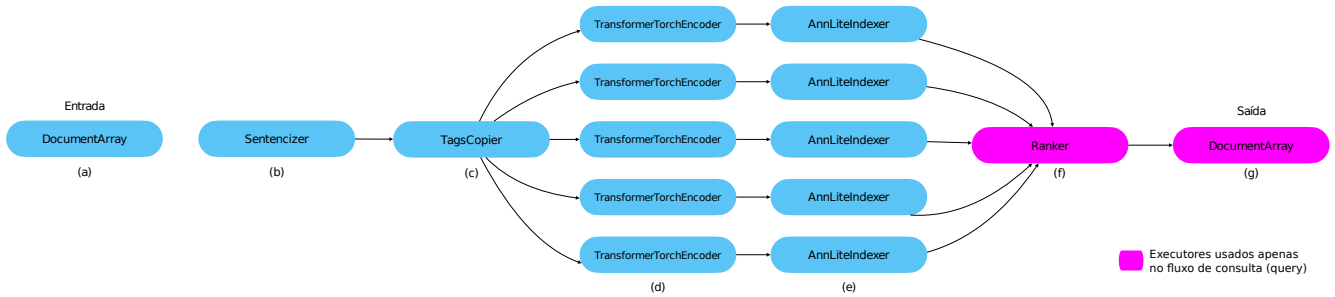 Entrada
DocumentArray
(a)
Sentencizer
(b)
TagsCopier
(c)
TransformerTorchEncoder
TransformerTorchEncoder
TransformerTorchEncoder
TransformerTorchEncoder
TransformerTorchEncoder
(d)
AnnLiteIndexer
AnnLiteIndexer
AnnLiteIndexer
AnnLiteIndexer
AnnLiteIndexer
(e)
Ranker
(f)
Saída
DocumentArray
(g)
Executores usados apenas
no fluxo de consulta (query)